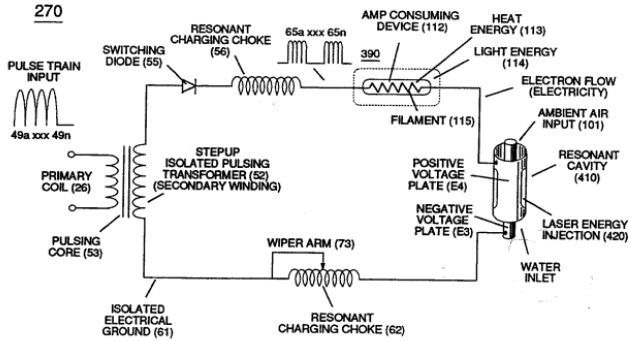 270
PULSE TRAIN
INPUT
49a xxx 49n
SWITCHING
DIODE (55)
RESONANT
CHARGING CHOKE
(56)
65a xxx 65n
390
AMP CONSUMING
DEVICE (112)
HEAT
ENERGY (113)
LIGHT ENERGY
(114)
FILAMENT (115)
ELECTRON FLOW
(ELECTRICITY)
AMBIENT AIR
INPUT (101)
RESONANT
CAVITY (410)
POSITIVE
VOLTAGE
PLATE (E4)
NEGATIVE
VOLTAGE
PLATE (E3)
LASER ENERGY
INJECTION (420)
WATER
INLET
PRIMARY
COIL (26)
STEPUP
ISOLATED PULSING
TRANSFORMER (52)
(SECONDARY WINDING)
PULSING
CORE (53)
WIPER ARM (73)
ISOLATED
ELECTRICAL
GROUND (61)
RESONANT
CHARGING CHOKE (62)